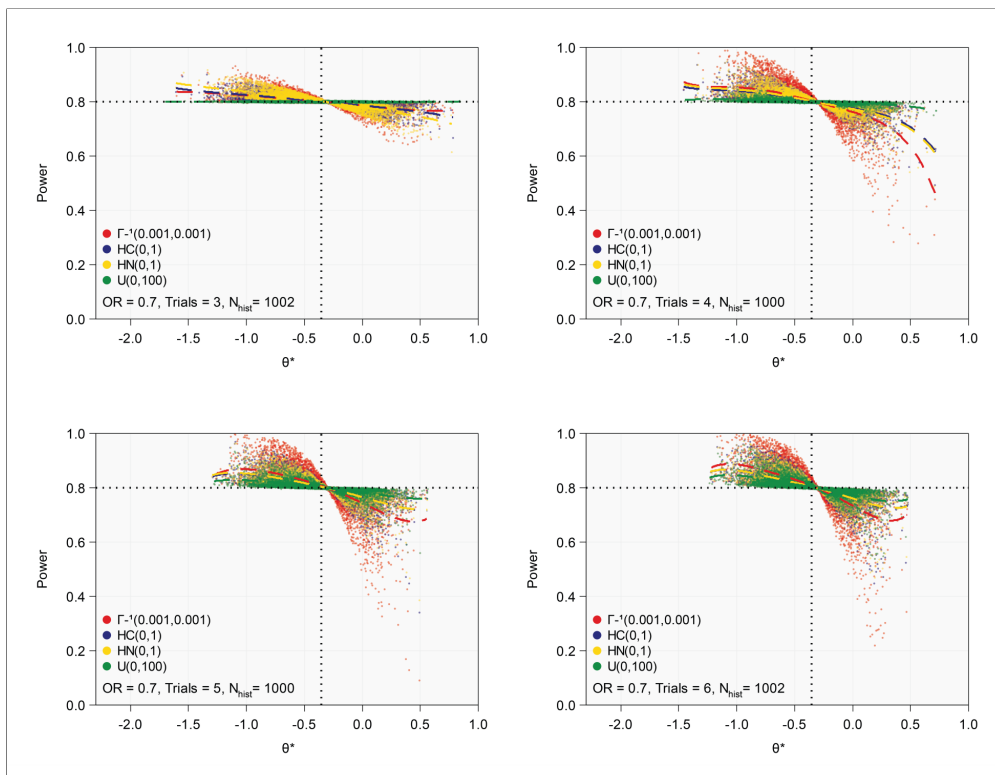 1.0
0.8
0.6
0.4
0.2
0.0
Power
Γ-¹(0.001,0.001)
HC(0,1)
HN(0,1)
U(0,100)
OR = 0.7, Trials = 3, Nhist= 1002
-2.0 -1.5 -1.0 -0.5 0.0 0.5 1.0
θ*
1.0
0.8
0.6
0.4
0.2
0.0
Power
Γ-¹(0.001,0.001)
HC(0,1)
HN(0,1)
U(0,100)
OR = 0.7, Trials = 4, Nhist= 1000
-2.0 -1.5 -1.0 -0.5 0.0 0.5 1.0
θ*
1.0
0.8
0.6
0.4
0.2
0.0
Power
Γ-¹(0.001,0.001)
HC(0,1)
HN(0,1)
U(0,100)
OR = 0.7, Trials = 5, Nhist= 1000
-2.0 -1.5 -1.0 -0.5 0.0 0.5 1.0
θ*
1.0
0.8
0.6
0.4
0.2
0.0
Power
Γ-¹(0.001,0.001)
HC(0,1)
HN(0,1)
U(0,100)
OR = 0.7, Trials = 6, Nhist= 1002
-2.0 -1.5 -1.0 -0.5 0.0 0.5 1.0
θ*